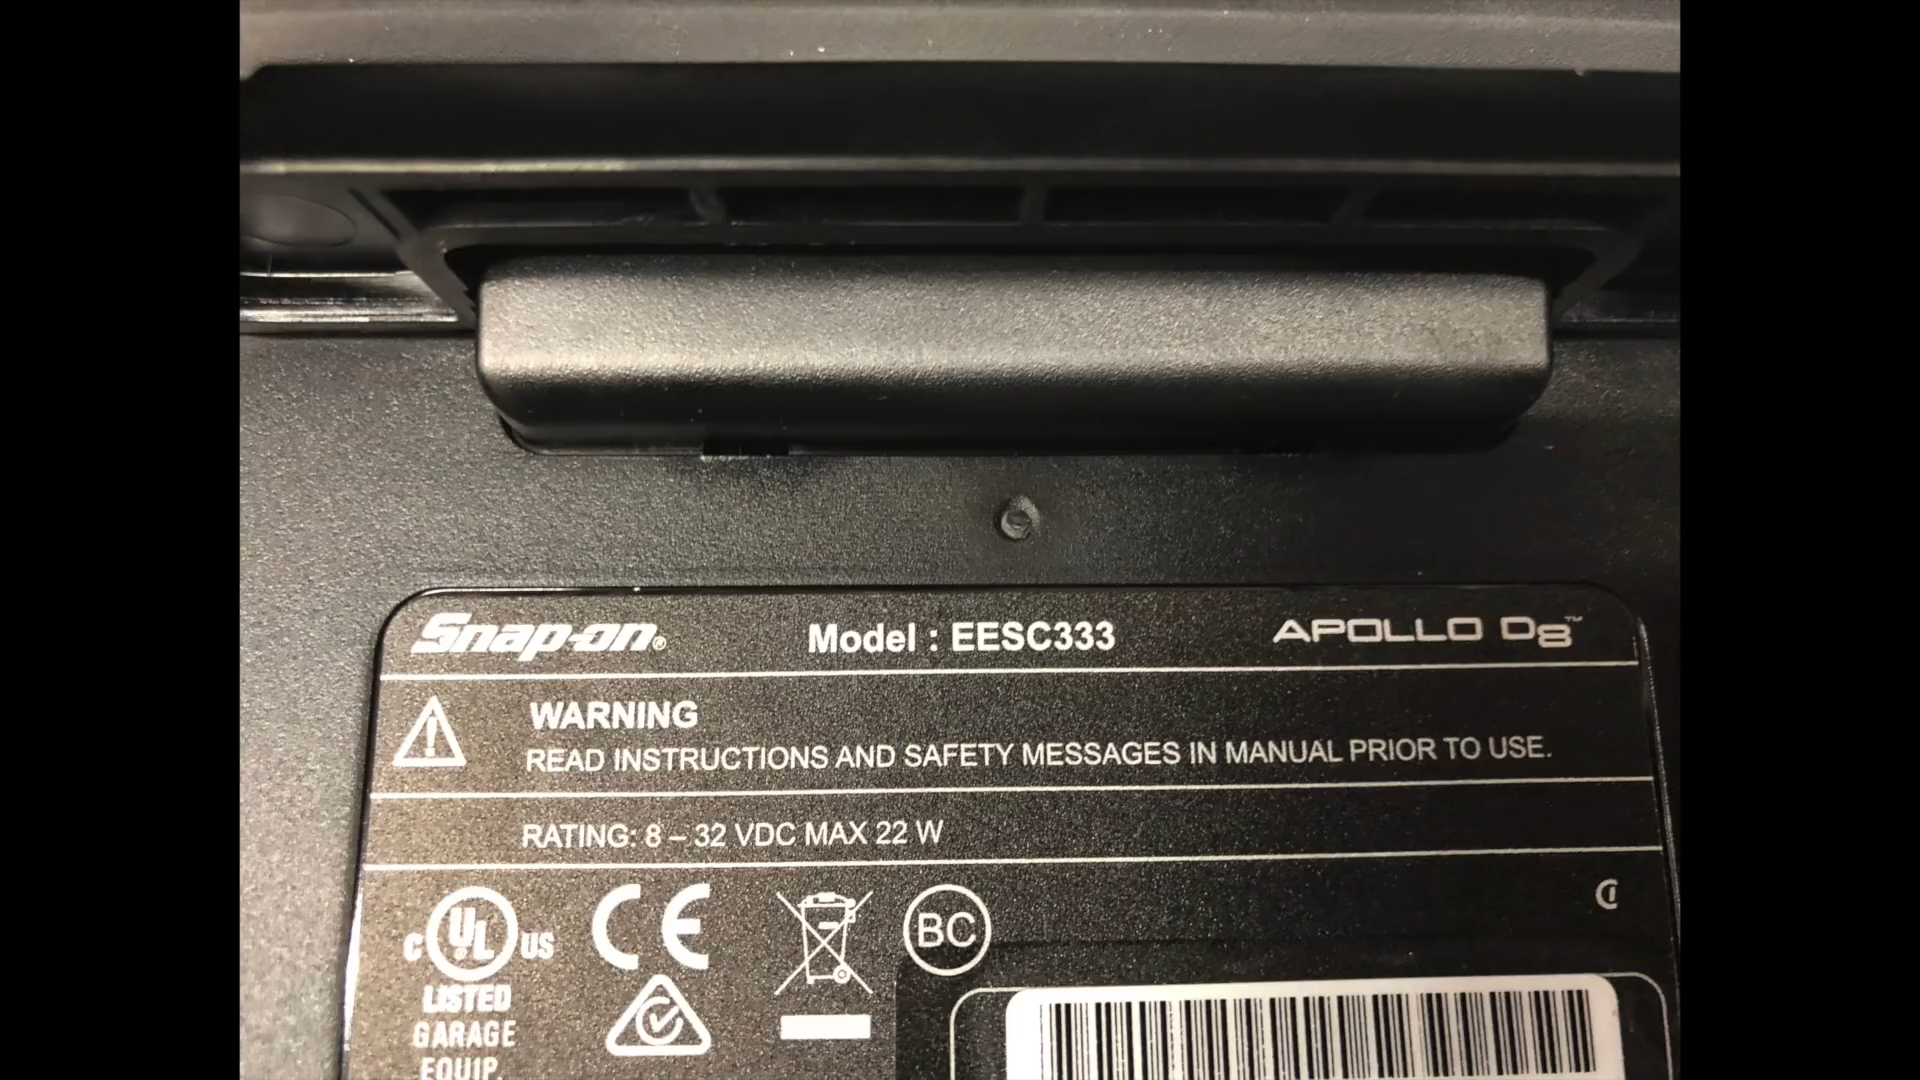 Snap-on® Model : EESC333 APOLLO D8™
WARNING
READ INSTRUCTIONS AND SAFETY MESSAGES IN MANUAL PRIOR TO USE.
RATING: 8 – 32 VDC MAX 22 W
C UL US CE BC
LISTED
GARAGE
EQUIP.